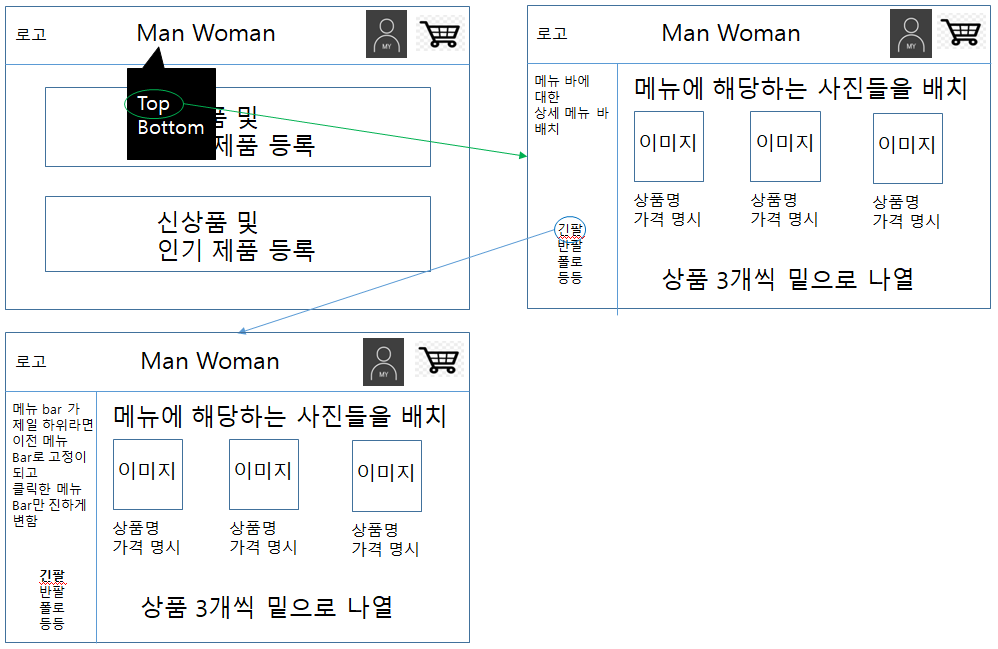 로고
Man Woman
MY
Top
Bottom
품 및
제품 등록
신상품 및
인기 제품 등록
로고
Man Woman
MY
메뉴 바에
대한
상세 메뉴 바
배치
긴팔
반팔
폴로
등등
메뉴에 해당하는 사진들을 배치
이미지
이미지
이미지
상품명
가격 명시
상품명
가격 명시
상품명
가격 명시
상품 3개씩 밑으로 나열
로고
Man Woman
MY
메뉴 bar 가
제일 하위라면
이전 메뉴
Bar로 고정이
되고
클릭한 메뉴
Bar만 진하게
변함
긴팔
반팔
폴로
등등
메뉴에 해당하는 사진들을 배치
이미지
이미지
이미지
상품명
가격 명시
상품명
가격 명시
상품명
가격 명시
상품 3개씩 밑으로 나열